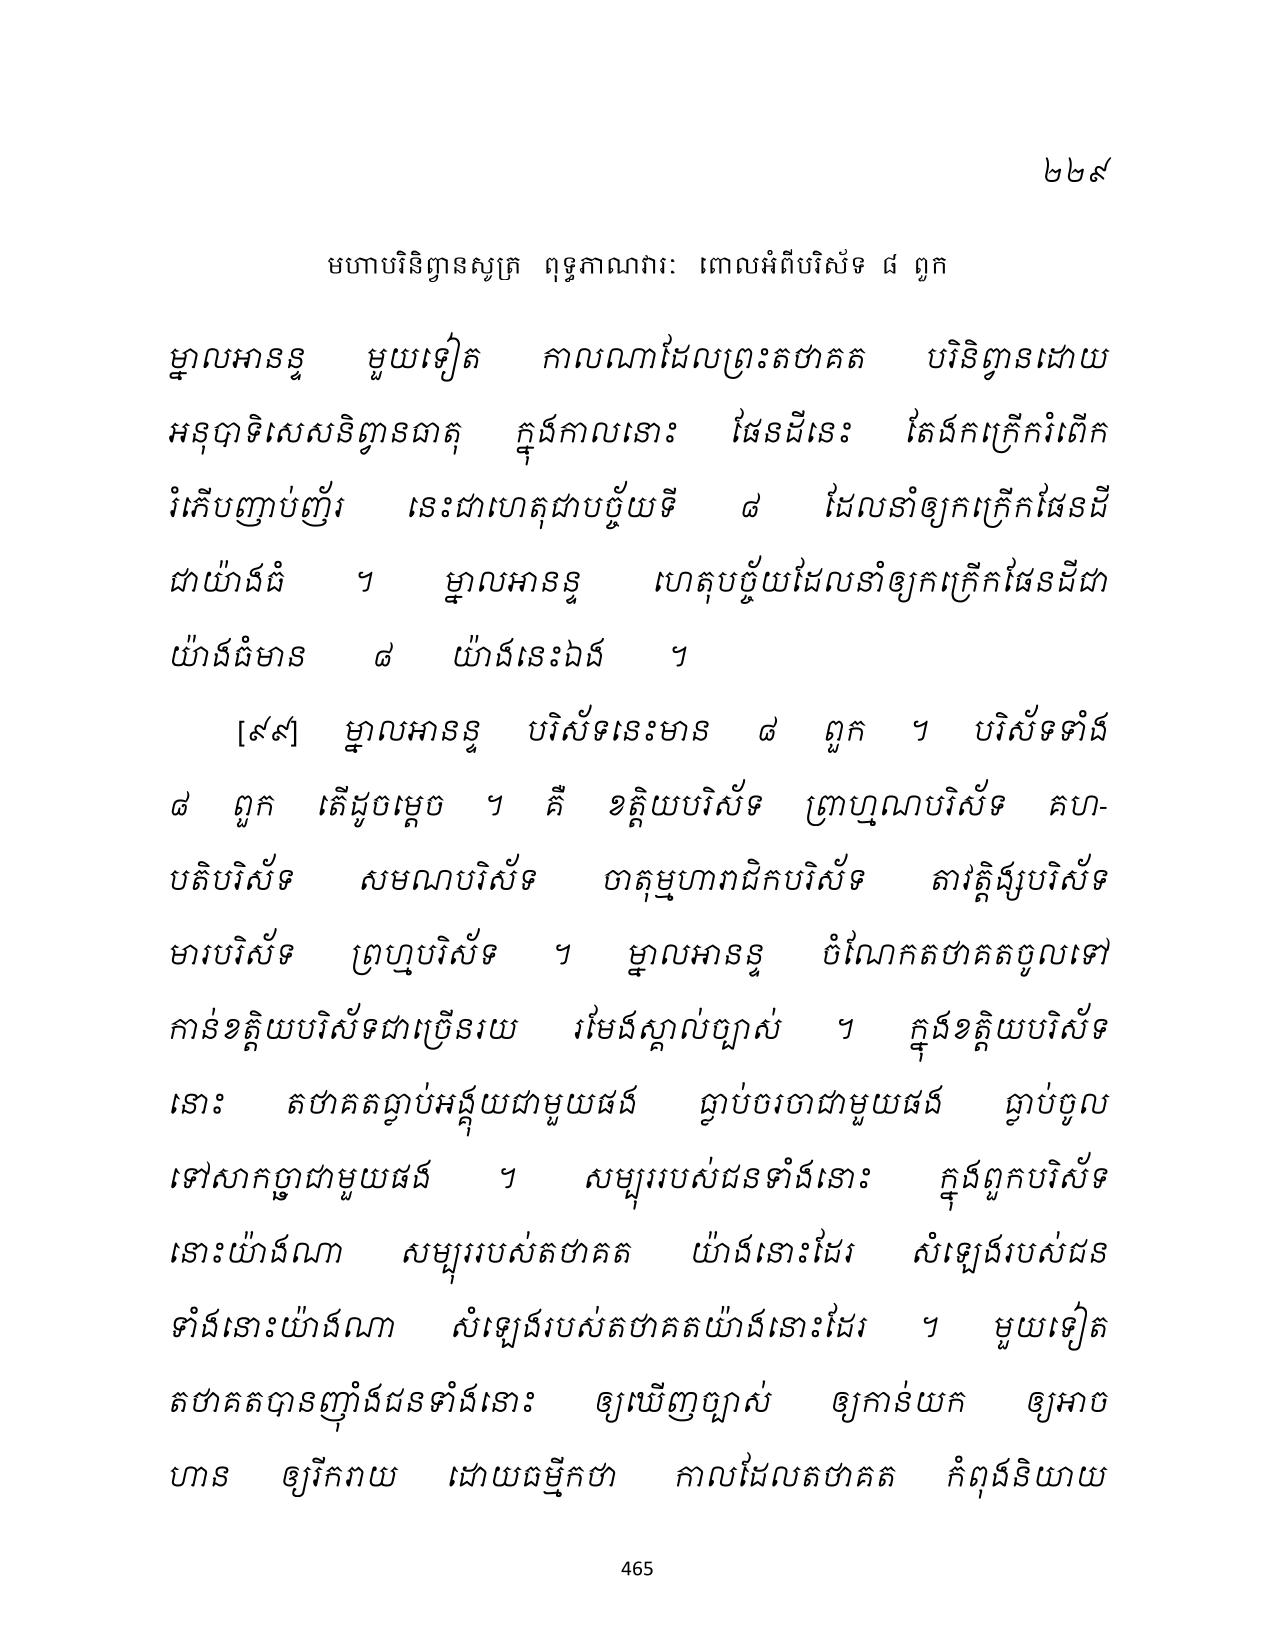 ២២៩
មហាបរិនិព្វានសូត្រ ពុទ្ធភាណវារៈ ពោលអំពីបរិស័ទ ៨ ពួក
ម្នាលអានន្ទ មួយទៀត កាលណាដែលព្រះតថាគត បរិនិព្វានដោយ
អនុបាទិសេសនិព្វានធាតុ ក្នុងកាលនោះ ផែនដីនេះ តែងកក្រើករំពើក
រំភើបញាប់ញ័រ នេះជាហេតុជាបច្ច័យទី ៨ ដែលនាំឲ្យកក្រើកផែនដី
ជាយ៉ាងធំ ។ ម្នាលអានន្ទ ហេតុបច្ច័យដែលនាំឲ្យកក្រើកផែនដីជា
យ៉ាងធំមាន ៨ យ៉ាងនេះឯង ។
[៩៩] ម្នាលអានន្ទ បរិស័ទនេះមាន ៨ ពួក ។ បរិស័ទទាំង
៨ ពួក តើដូចម្តេច ។ គឺ ខត្តិយបរិស័ទ ព្រាហ្មណបរិស័ទ គហ-
បតិបរិស័ទ សមណបរិស័ទ ចាតុម្មហារាជិកបរិស័ទ តាវត្តិង្សបរិស័ទ
មារបរិស័ទ ព្រហ្មបរិស័ទ ។ ម្នាលអានន្ទ ចំណែកតថាគតចូលទៅ
កាន់ខត្តិយបរិស័ទជាច្រើនរយ រមែងស្គាល់ច្បាស់ ។ ក្នុងខត្តិយបរិស័ទ
នោះ តថាគតធ្លាប់អង្គុយជាមួយផង ធ្លាប់ចរចាជាមួយផង ធ្លាប់ចូល
ទៅសាកច្ឆាជាមួយផង ។ សម្បុររបស់ជនទាំងនោះ ក្នុងពួកបរិស័ទ
នោះយ៉ាងណា សម្បុររបស់តថាគត យ៉ាងនោះដែរ សំឡេងរបស់ជន
ទាំងនោះយ៉ាងណា សំឡេងរបស់តថាគតយ៉ាងនោះដែរ ។ មួយទៀត
តថាគតបានញុំាងជនទាំងនោះ ឲ្យឃើញច្បាស់ ឲ្យកាន់យក ឲ្យអាច
ហាន ឲ្យរីករាយ ដោយធម្មីកថា កាលដែលតថាគត កំពុងនិយាយ
465